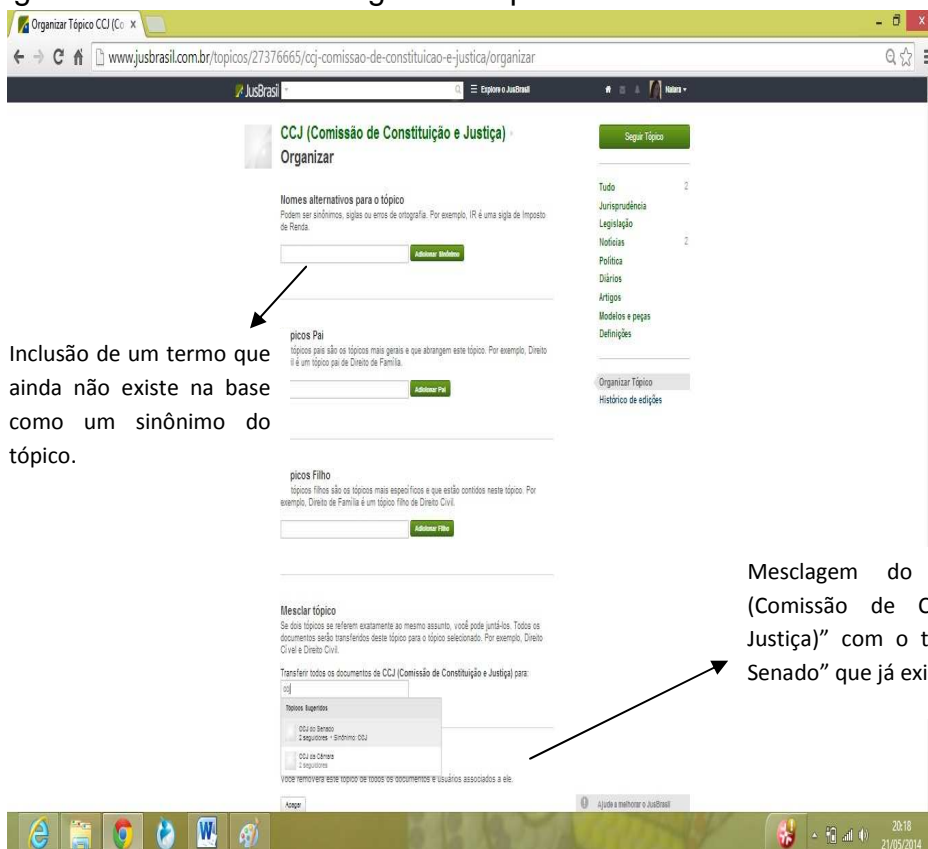 Organizar Tópico CCJ (Co
www.jusbrasil.com.br/topicos/27376665/ccj-comissao-de-constituicao-e-justica/organizar
JusBrasil
Explore o JusBrasil
Naiara
CCJ (Comissão de Constituição e Justiça)
Organizar
Seguir Tópico
Nomes alternativos para o tópico
Podem ser sinônimos, siglas ou erros de ortografia. Por exemplo, IR é uma sigla de Imposto
de Renda.
Adicionar Sinônimo
Tudo 2
Jurisprudência
Legislação
Notícias 2
Política
Diários
Artigos
Modelos e peças
Definições
Organizar Tópico
Histórico de edições
Inclusão de um termo que
ainda não existe na base
como um sinônimo do
tópico.
picos Pai
tópicos pais são os tópicos mais gerais e que abrangem este tópico. Por exemplo, Direito
il é um tópico pai de Direito de Família.
Adicionar Pai
picos Filho
tópicos filhos são os tópicos mais específicos e que estão contidos neste tópico. Por
exemplo, Direito de Família é um tópico filho de Direito Civil.
Adicionar Filho
Mesclar tópico
Se dois tópicos se referem exatamente ao mesmo assunto, você pode juntá-los. Todos os
documentos serão transferidos deste tópico para o tópico selecionado. Por exemplo, Direito
Cível e Direito Civil.
Transferir todos os documentos de CCJ (Comissão de Constituição e Justiça) para:
ccj
Tópicos Sugeridos
CCJ do Senado
2 seguidores • Sinônimo: CCJ
CCJ da Câmara
2 seguidores
Você removerá este tópico de todos os documentos e usuários associados a ele.
Apagar
Mesclagem do
(Comissão de C
Justiça)” com o t
Senado” que já exi
Ajude a melhorar o JusBrasil
20:18
21/05/2014